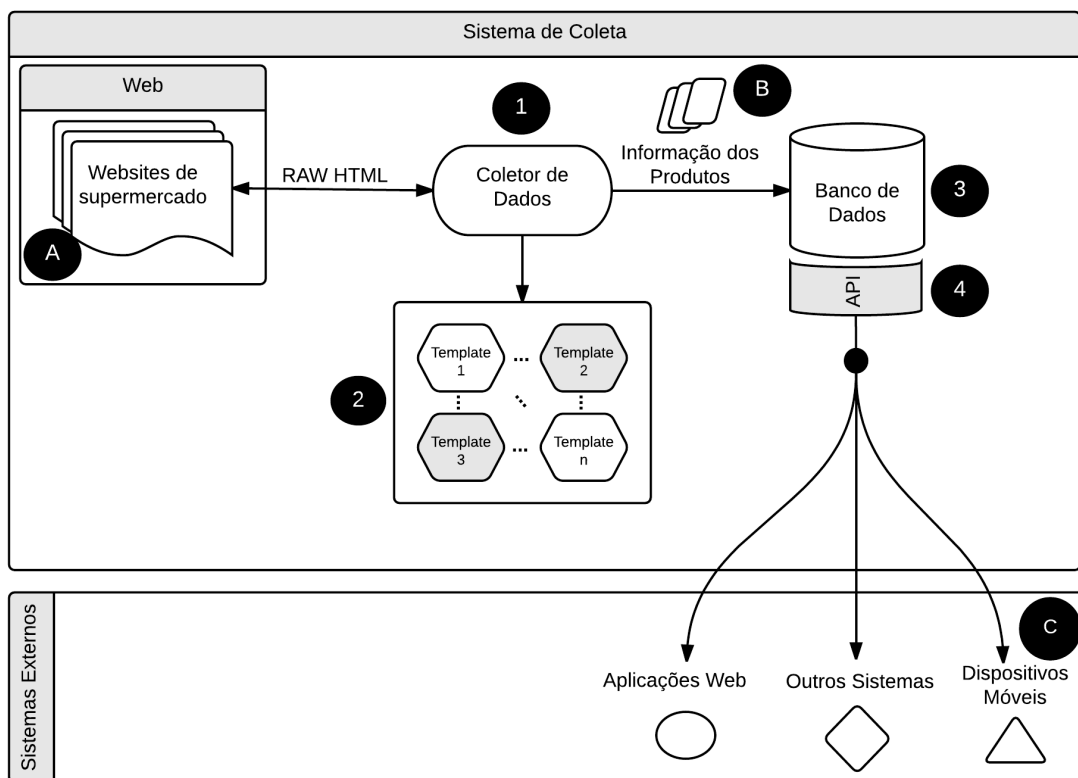 Sistema de Coleta
Web
Websites de
supermercado
A
RAW HTML
1
Coletor de
Dados
B
Informação dos
Produtos
Banco de
Dados
3
API
4
2
Template
1
...
Template
2
Template
3
...
Template
n
Sistemas Externos
C
Aplicações Web
Outros Sistemas
Dispositivos
Móveis